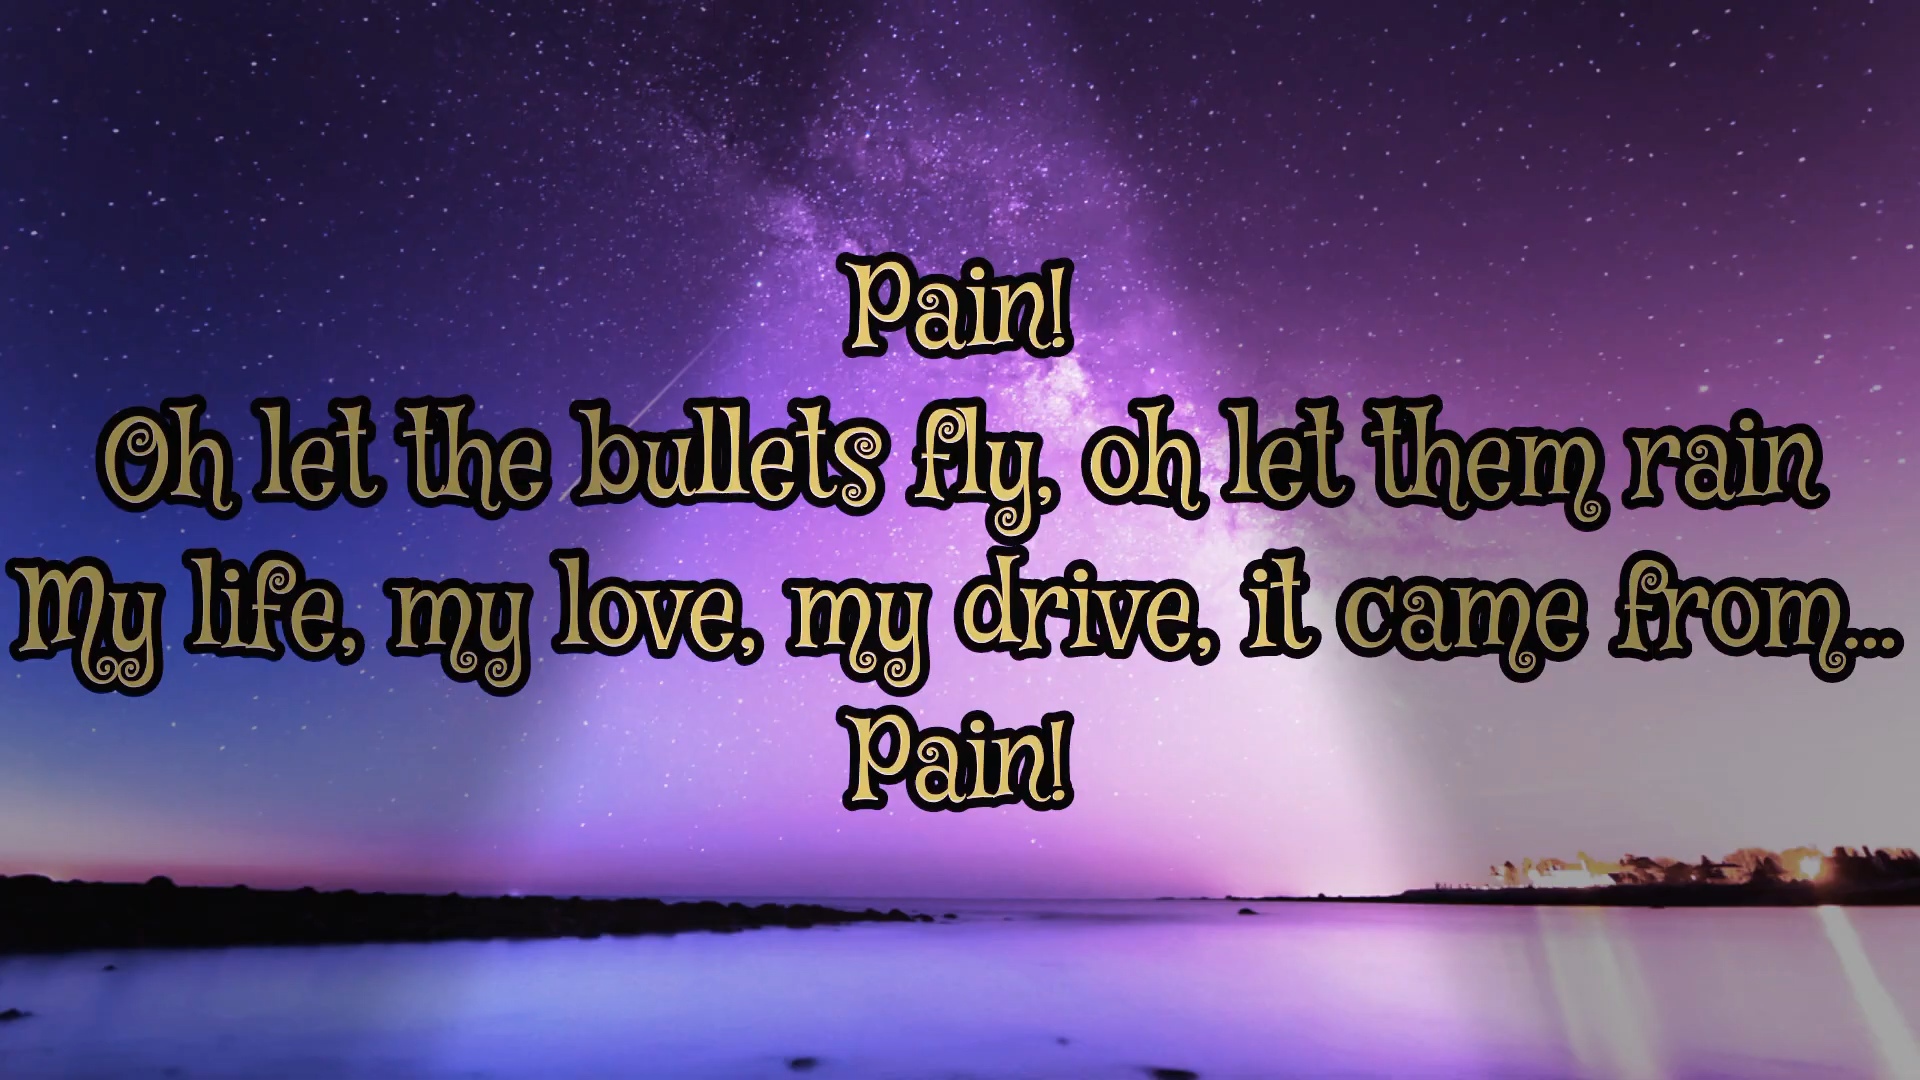 Pain!
Oh let the bullets fly, oh let them rain
My life, my love, my drive, it came from...
Pain!